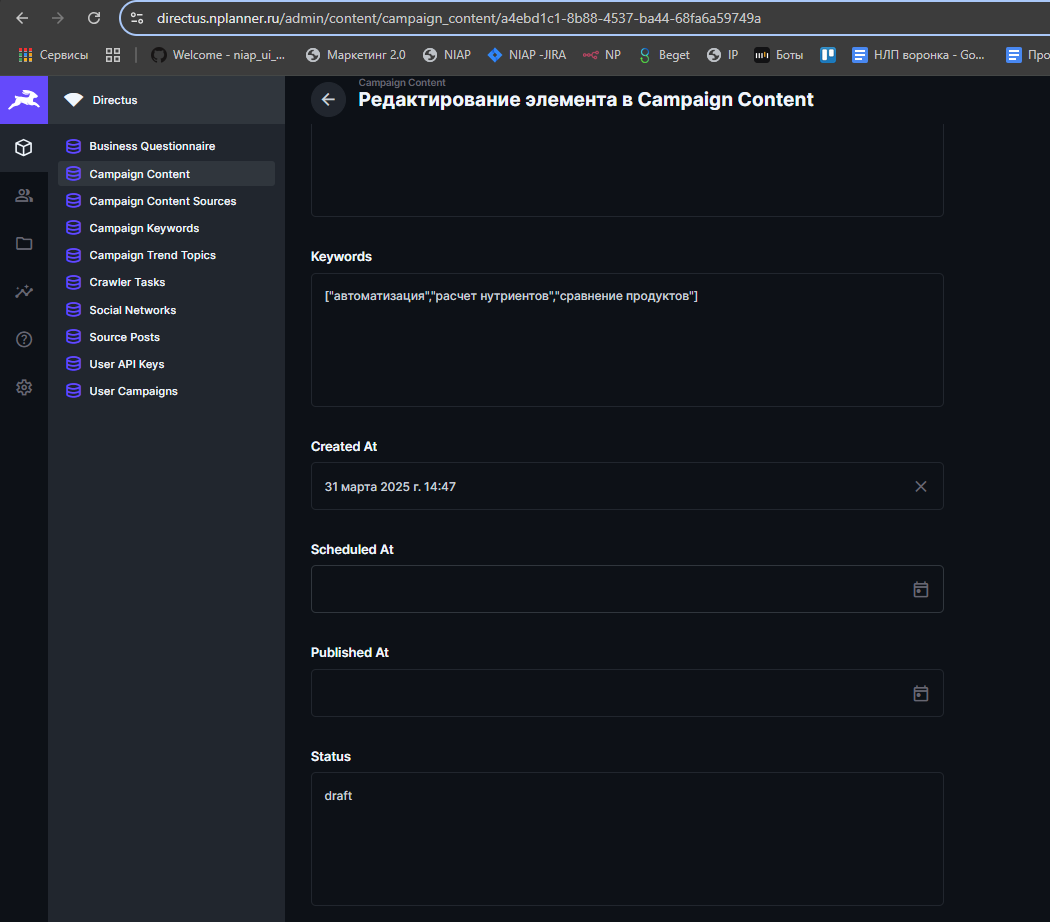 directus.nplanner.ru/admin/content/campaign_content/a4ebd1c1-8b88-4537-ba44-68fa6a59749a
Сервисы
Welcome - niap_ui_...
Маркетинг 2.0
NIAP
NIAP -JIRA
NP
Beget
IP
Боты
НЛП воронка - Go...
Про
Directus
Business Questionnaire
Campaign Content
Campaign Content Sources
Campaign Keywords
Campaign Trend Topics
Crawler Tasks
Social Networks
Source Posts
User API Keys
User Campaigns
Campaign Content
Редактирование элемента в Campaign Content
Keywords
["автоматизация","расчет нутриентов","сравнение продуктов"]
Created At
31 марта 2025 г. 14:47
Scheduled At
Published At
Status
draft